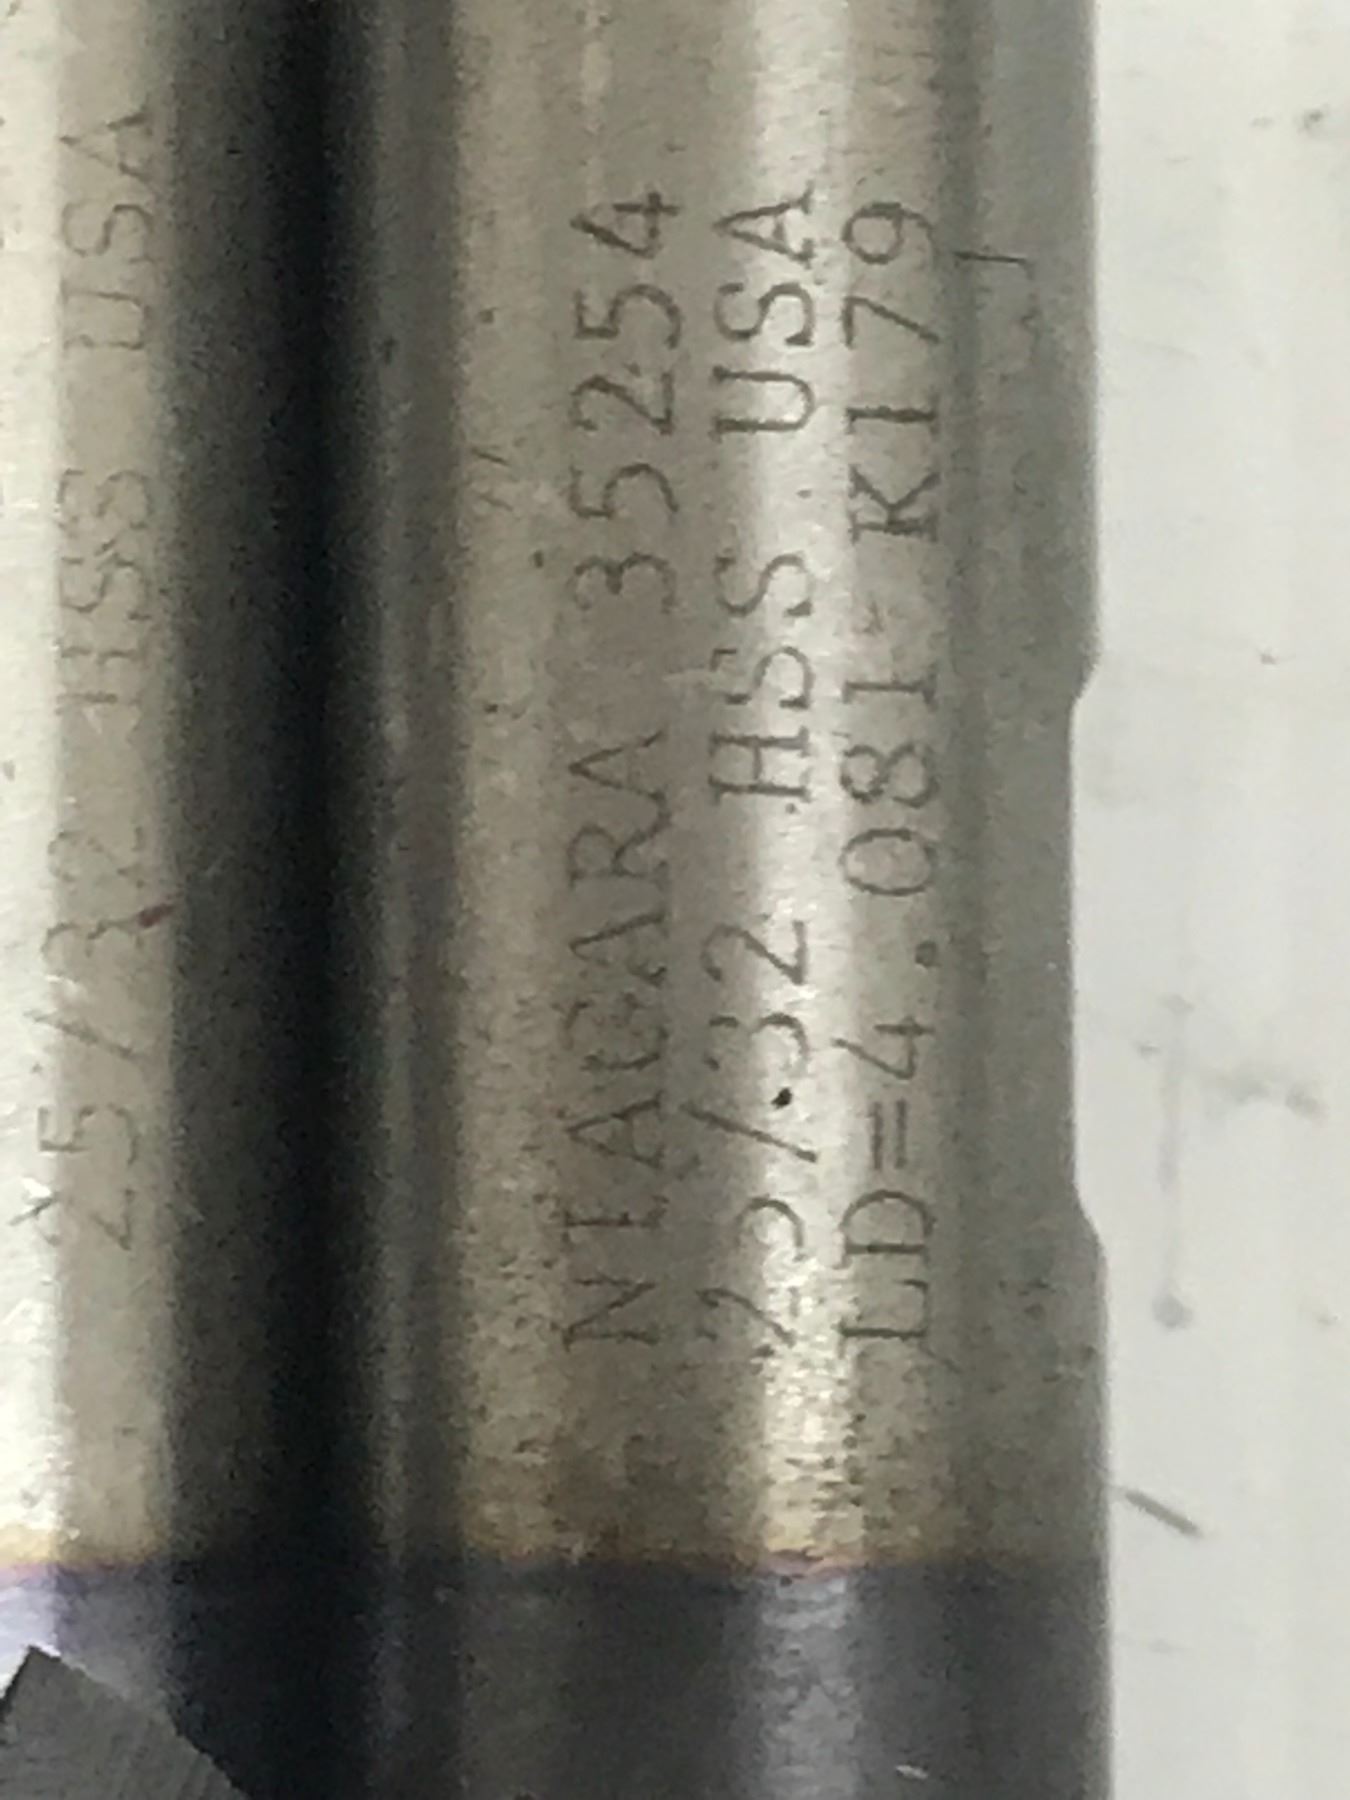 25/32 HSS USA
NIAGARA 35254
25/32 HSS USA
LD=4.081-K179